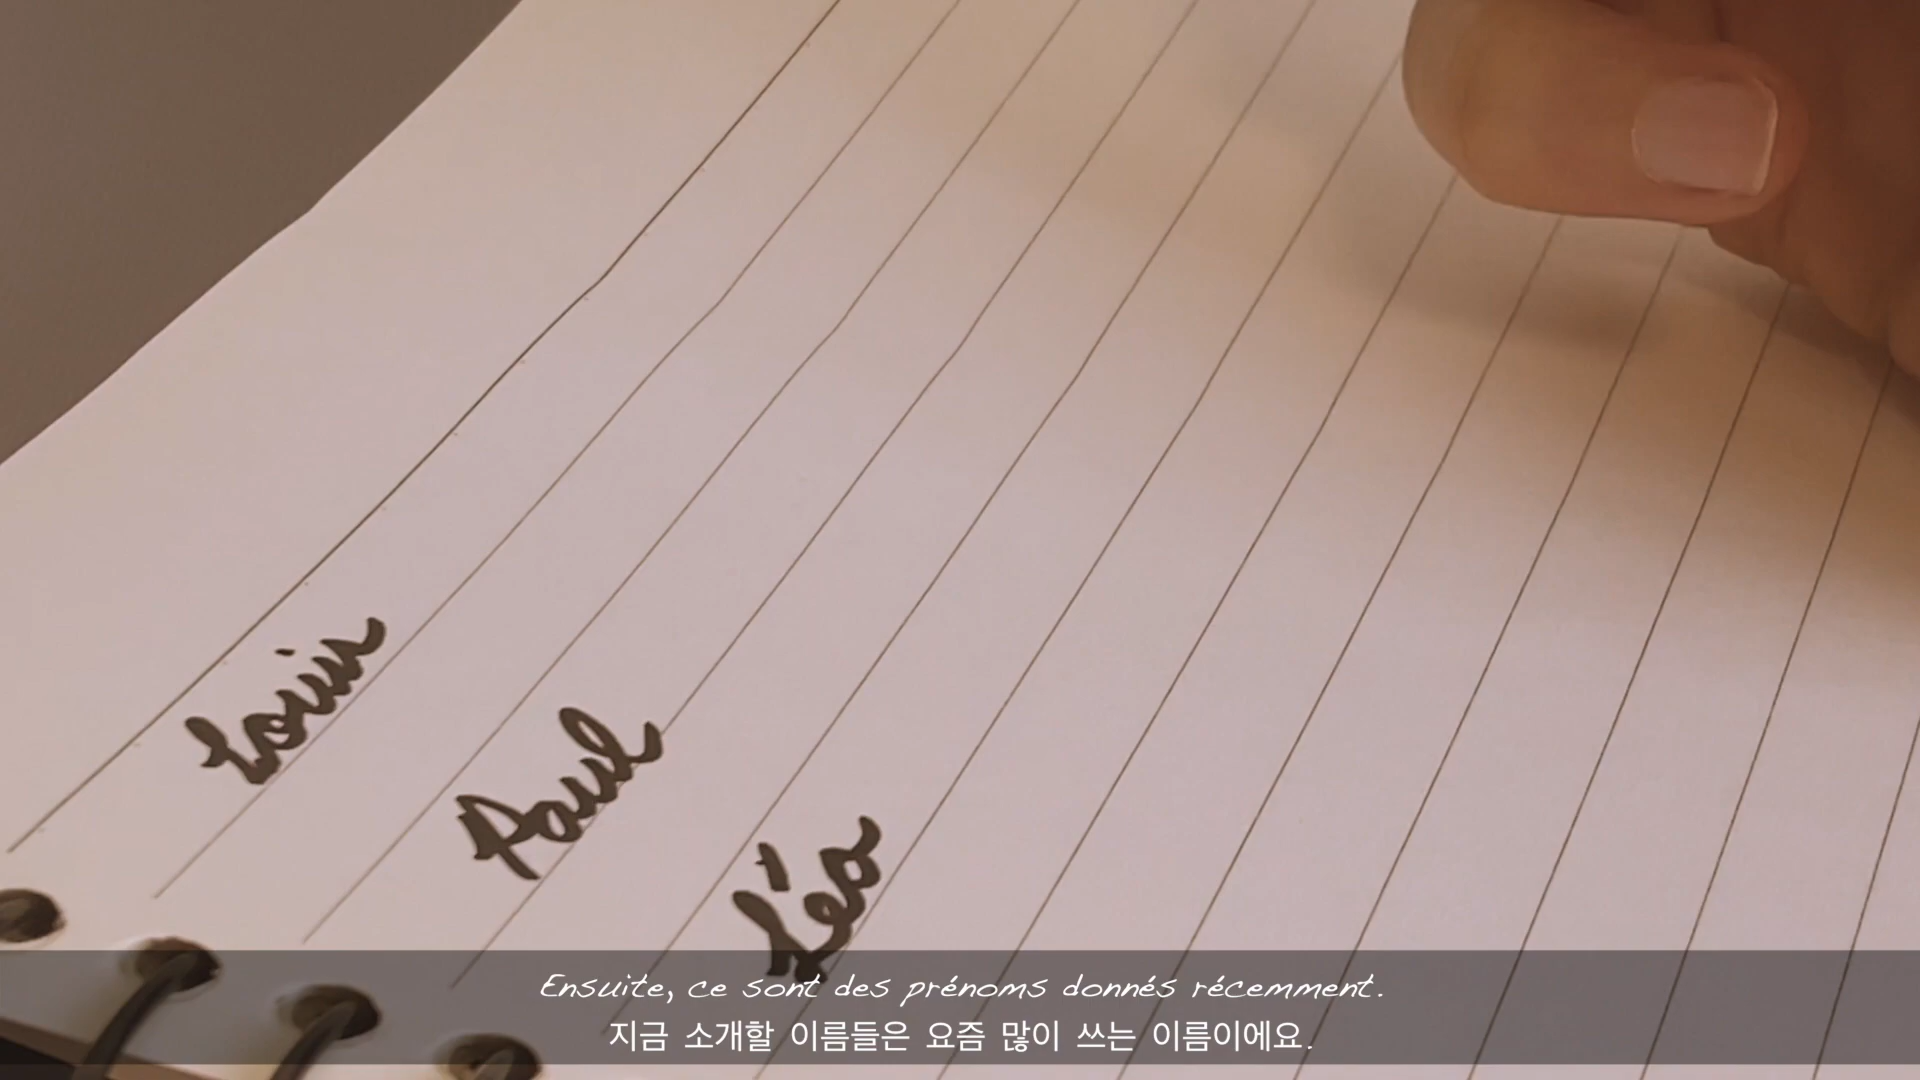 Louis
Paul
Léo
Ensuite, ce sont des prénoms donnés récemment.
지금 소개할 이름들은 요즘 많이 쓰는 이름이에요.